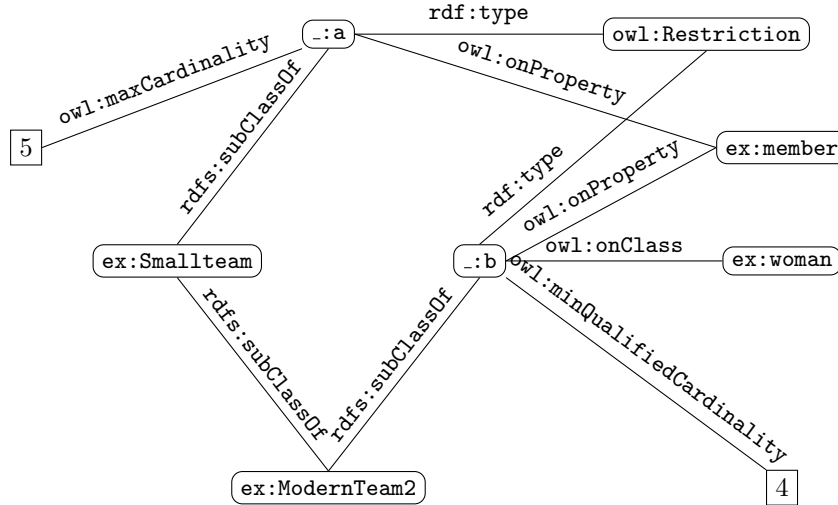 rdf:type
_:a
owl:Restriction
owl:maxCardinality
owl:onProperty
rdfs:subClassOf
5
ex:member
rdf:type
owl:onProperty
ex:Smallteam
_:b
owl:onClass
ex:woman
owl:minQualifiedCardinality
rdfs:subClassOf
rdfs:subClassOf
ex:ModernTeam2
4